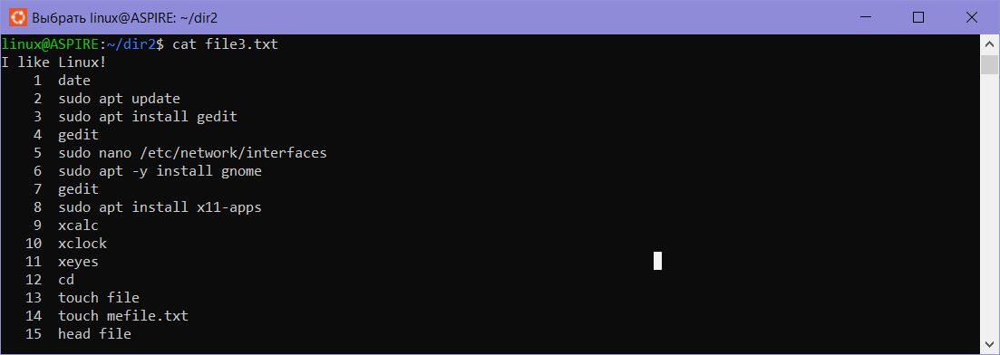 Выбрать linux@ASPIRE: ~/dir2
linux@ASPIRE:~/dir2$ cat file3.txt
I like Linux!
1 date
2 sudo apt update
3 sudo apt install gedit
4 gedit
5 sudo nano /etc/network/interfaces
6 sudo apt -y install gnome
7 gedit
8 sudo apt install x11-apps
9 xcalc
10 xclock
11 xeyes
12 cd
13 touch file
14 touch mefile.txt
15 head file